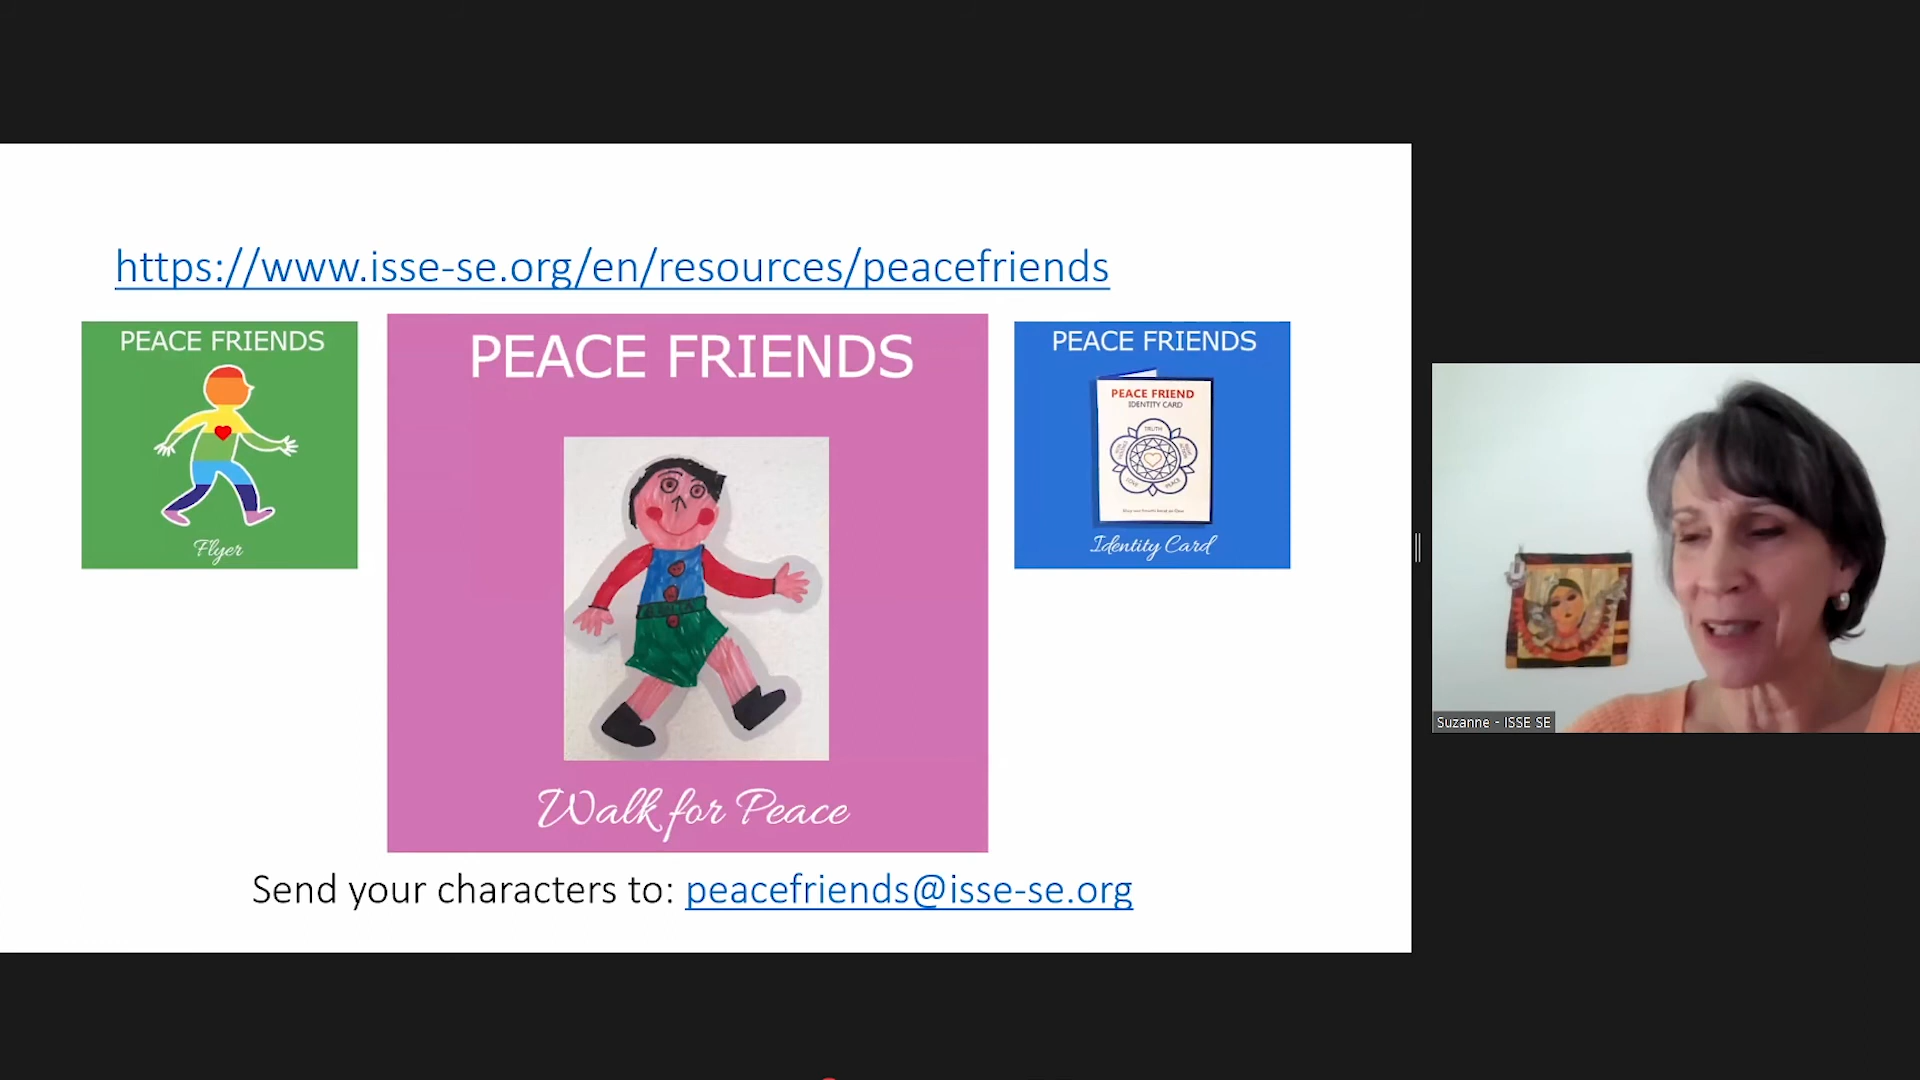 https://www.isse-se.org/en/resources/peacefriends
PEACE FRIENDS
Flyer
PEACE FRIENDS
Walk for Peace
PEACE FRIENDS
PEACE FRIEND
IDENTITY CARD
TRUTH
LOVE
PEACE
Identity Card
Send your characters to: peacefriends@isse-se.org
Suzanne - ISSE SE